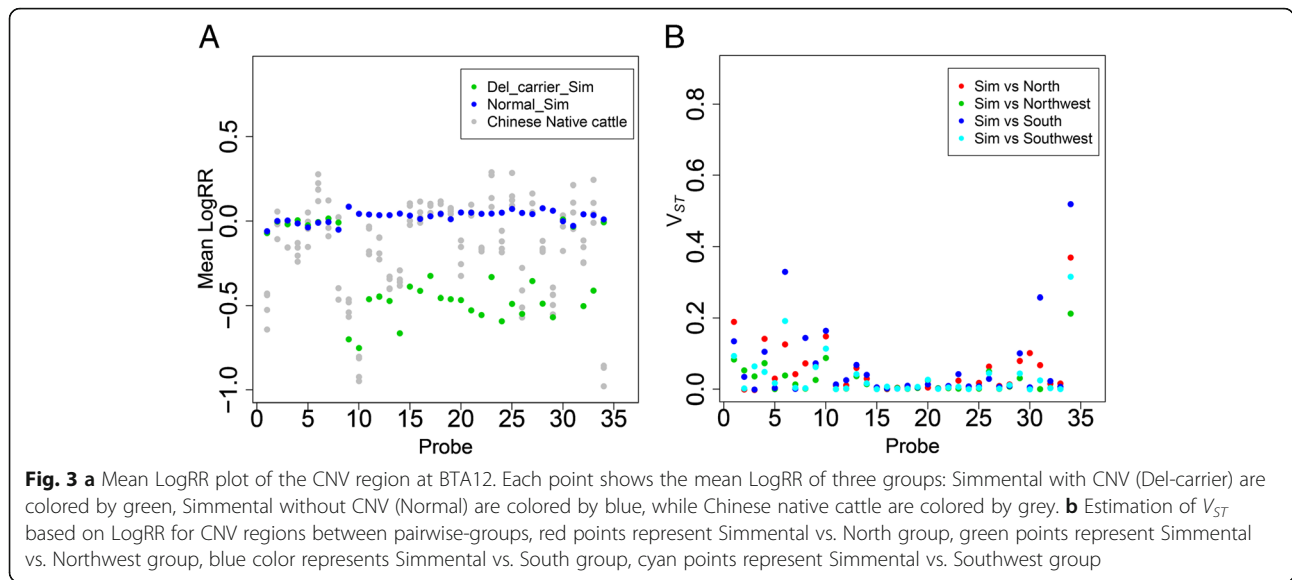 A
Del_carrier_Sim
Normal_Sim
Chinese Native cattle
Mean LogRR
0.5
0.0
−0.5
−1.0
0 5 10 15 20 25 30 35
Probe
B
Sim vs North
Sim vs Northwest
Sim vs South
Sim vs Southwest
VST
0.8
0.6
0.4
0.2
0.0
0 5 10 15 20 25 30 35
Probe
Fig. 3 a Mean LogRR plot of the CNV region at BTA12. Each point shows the mean LogRR of three groups: Simmental with CNV (Del-carrier) are
colored by green, Simmental without CNV (Normal) are colored by blue, while Chinese native cattle are colored by grey. b Estimation of VST
based on LogRR for CNV regions between pairwise-groups, red points represent Simmental vs. North group, green points represent Simmental
vs. Northwest group, blue color represents Simmental vs. South group, cyan points represent Simmental vs. Southwest group